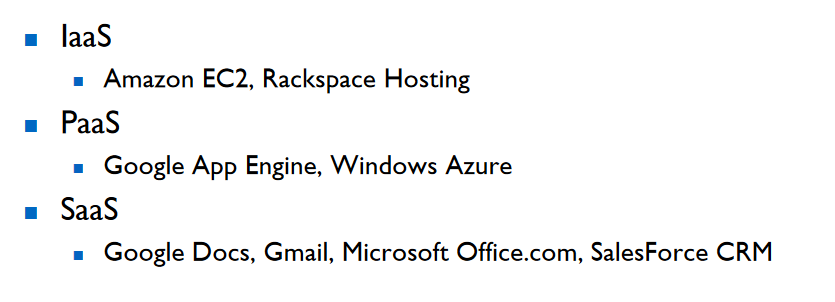 IaaS
Amazon EC2, Rackspace Hosting
PaaS
Google App Engine, Windows Azure
SaaS
Google Docs, Gmail, Microsoft Office.com, SalesForce CRM